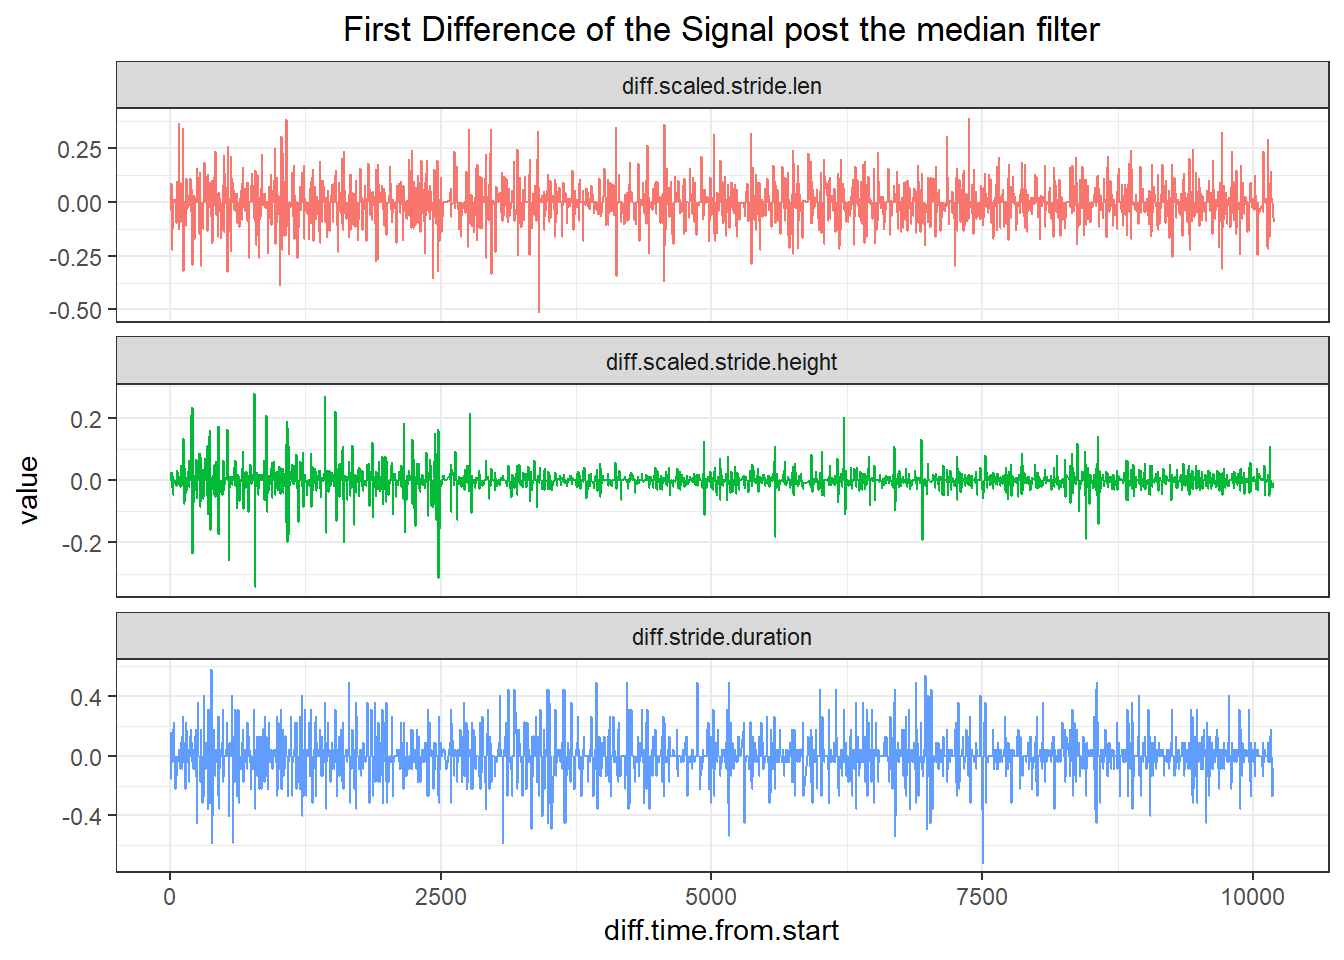 First Difference of the Signal post the median filter
diff.scaled.stride.len
0.25
0.00
-0.25
-0.50
diff.scaled.stride.height
0.2
0.0
-0.2
value
diff.stride.duration
0.4
0.0
-0.4
0 2500 5000 7500 10000
diff.time.from.start